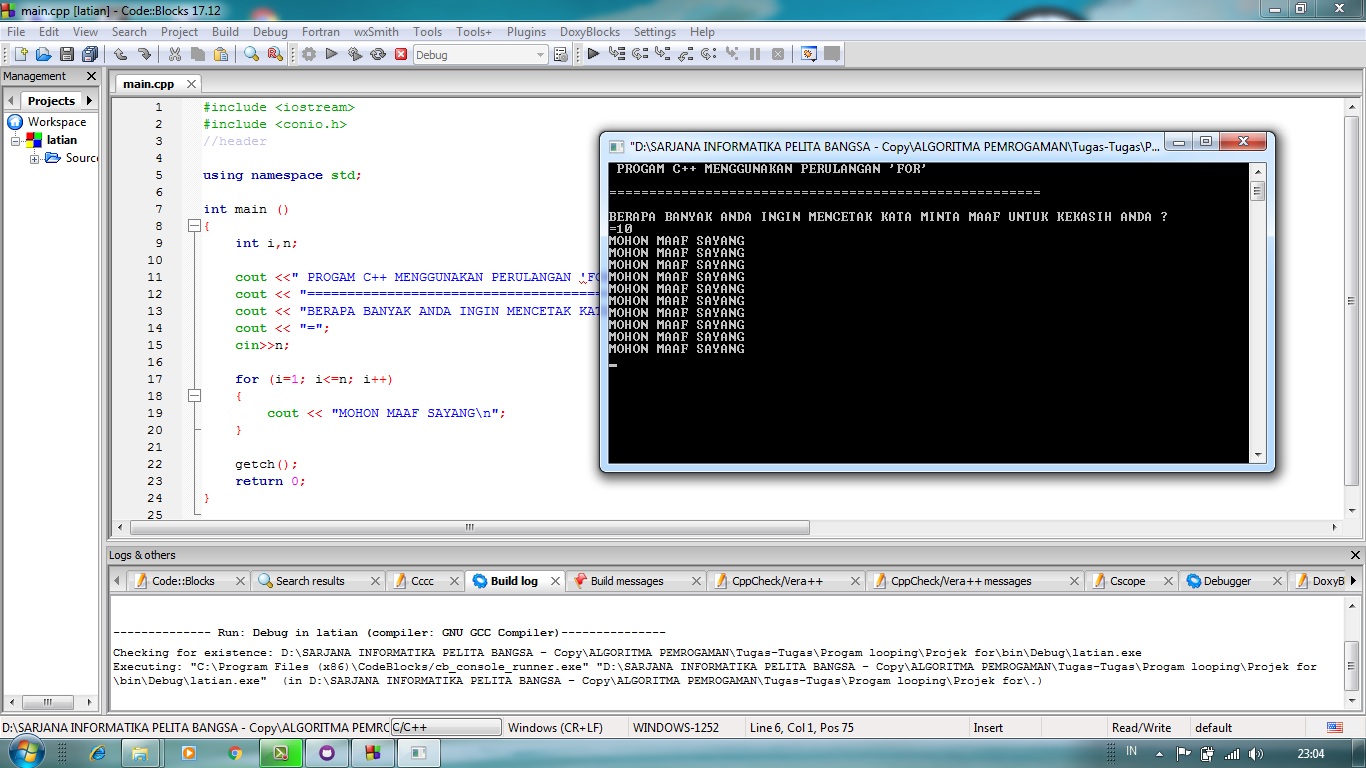 main.cpp [latian] - Code::Blocks 17.12
File Edit View Search Project Build Debug Fortran wxSmith Tools Tools+ Plugins DoxyBlocks Settings Help
Debug
Management
Projects
Workspace
latian
Sourc
main.cpp
1 #include <iostream>
2 #include <conio.h>
3 //header
4
5 using namespace std;
6
7 int main ()
8 {
9 int i,n;
10
11 cout <<" PROGAM C++ MENGGUNAKAN PERULANGAN 'FO
12 cout << "=====================================
13 cout << "BERAPA BANYAK ANDA INGIN MENCETAK KAT
14 cout << "=";
15 cin>>n;
16
17 for (i=1; i<=n; i++)
18 {
19 cout << "MOHON MAAF SAYANG\n";
20 }
21
22 getch();
23 return 0;
24 }
25
"D:\SARJANA INFORMATIKA PELITA BANGSA - Copy\ALGORITMA PEMROGAMAN\Tugas-Tugas\P...
PROGAM C++ MENGGUNAKAN PERULANGAN 'FOR'
======================================================
BERAPA BANYAK ANDA INGIN MENCETAK KATA MINTA MAAF UNTUK KEKASIH ANDA ?
=10
MOHON MAAF SAYANG
MOHON MAAF SAYANG
MOHON MAAF SAYANG
MOHON MAAF SAYANG
MOHON MAAF SAYANG
MOHON MAAF SAYANG
MOHON MAAF SAYANG
MOHON MAAF SAYANG
MOHON MAAF SAYANG
MOHON MAAF SAYANG
Logs & others
Code::Blocks Search results Cccc Build log Build messages CppCheck/Vera++ CppCheck/Vera++ messages Cscope Debugger DoxyB
-------------- Run: Debug in latian (compiler: GNU GCC Compiler)---------------
Checking for existence: D:\SARJANA INFORMATIKA PELITA BANGSA - Copy\ALGORITMA PEMROGAMAN\Tugas-Tugas\Progam looping\Projek for\bin\Debug\latian.exe
Executing: "C:\Program Files (x86)\CodeBlocks/cb_console_runner.exe" "D:\SARJANA INFORMATIKA PELITA BANGSA - Copy\ALGORITMA PEMROGAMAN\Tugas-Tugas\Progam looping\Projek for
\bin\Debug\latian.exe"  (in D:\SARJANA INFORMATIKA PELITA BANGSA - Copy\ALGORITMA PEMROGAMAN\Tugas-Tugas\Progam looping\Projek for\.)
D:\SARJANA INFORMATIKA PELITA BANGSA - Copy\ALGORITMA PEMRO C/C++ Windows (CR+LF) WINDOWS-1252 Line 6, Col 1, Pos 75 Insert Read/Write default
IN 23:04